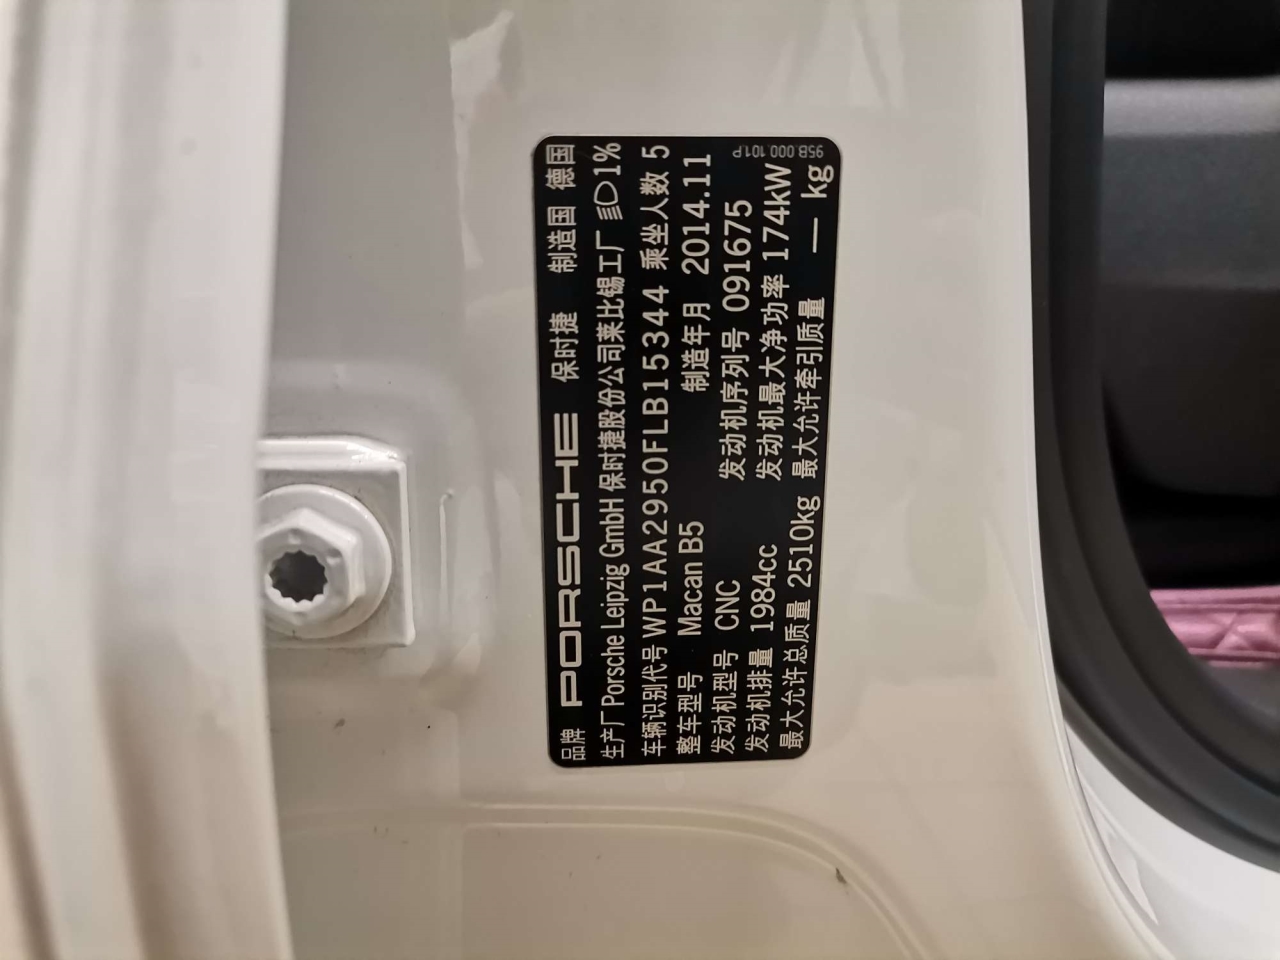 品牌 PORSCHE 保时捷 制造国 德国
生产厂 Porsche Leipzig GmbH 保时捷股份公司莱比锡工厂 1%
车辆识别代号 WP1AA2950FLB15344 乘坐人数 5
整车型号 Macan B5 制造年月 2014.11
发动机型号 CNC 发动机序列号 091675
发动机排量 1984cc 发动机最大净功率 174kW
最大允许总质量 2510kg 最大允许牵引质量 — kg
95B.000.101.P